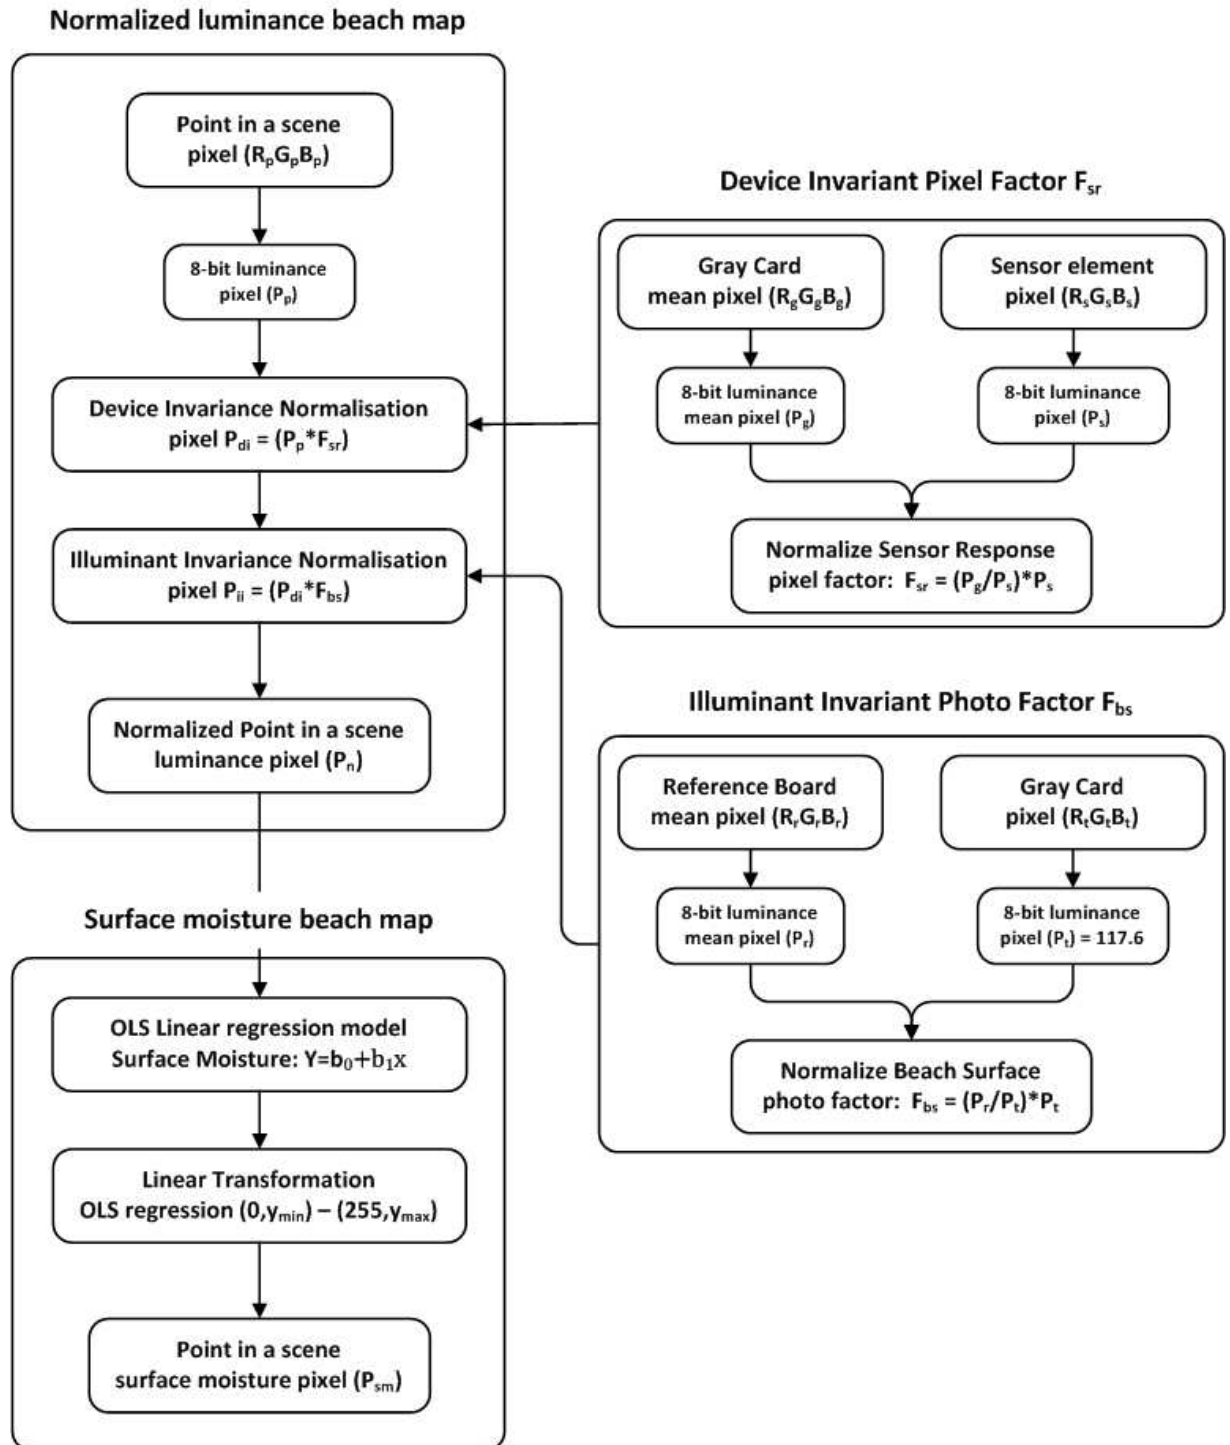 Normalized luminance beach map
Point in a scene
pixel (RpGpBp)
8-bit luminance
pixel (Pp)
Device Invariance Normalisation
pixel Pdi = (Pp*Fsr)
Illuminant Invariance Normalisation
pixel Pii = (Pdi*Fbs)
Normalized Point in a scene
luminance pixel (Pn)
Surface moisture beach map
OLS Linear regression model
Surface Moisture: Y=b0+b1x
Linear Transformation
OLS regression (0,ymin) – (255,ymax)
Point in a scene
surface moisture pixel (Psm)
Device Invariant Pixel Factor Fsr
Gray Card
mean pixel (RgGgBg)
Sensor element
pixel (RsGsBs)
8-bit luminance
mean pixel (Pg)
8-bit luminance
pixel (Ps)
Normalize Sensor Response
pixel factor: Fsr = (Pg/Ps)*Ps
Illuminant Invariant Photo Factor Fbs
Reference Board
mean pixel (RrGrBr)
Gray Card
pixel (RtGtBt)
8-bit luminance
mean pixel (Pr)
8-bit luminance
pixel (Pt) = 117.6
Normalize Beach Surface
photo factor: Fbs = (Pr/Pt)*Pt